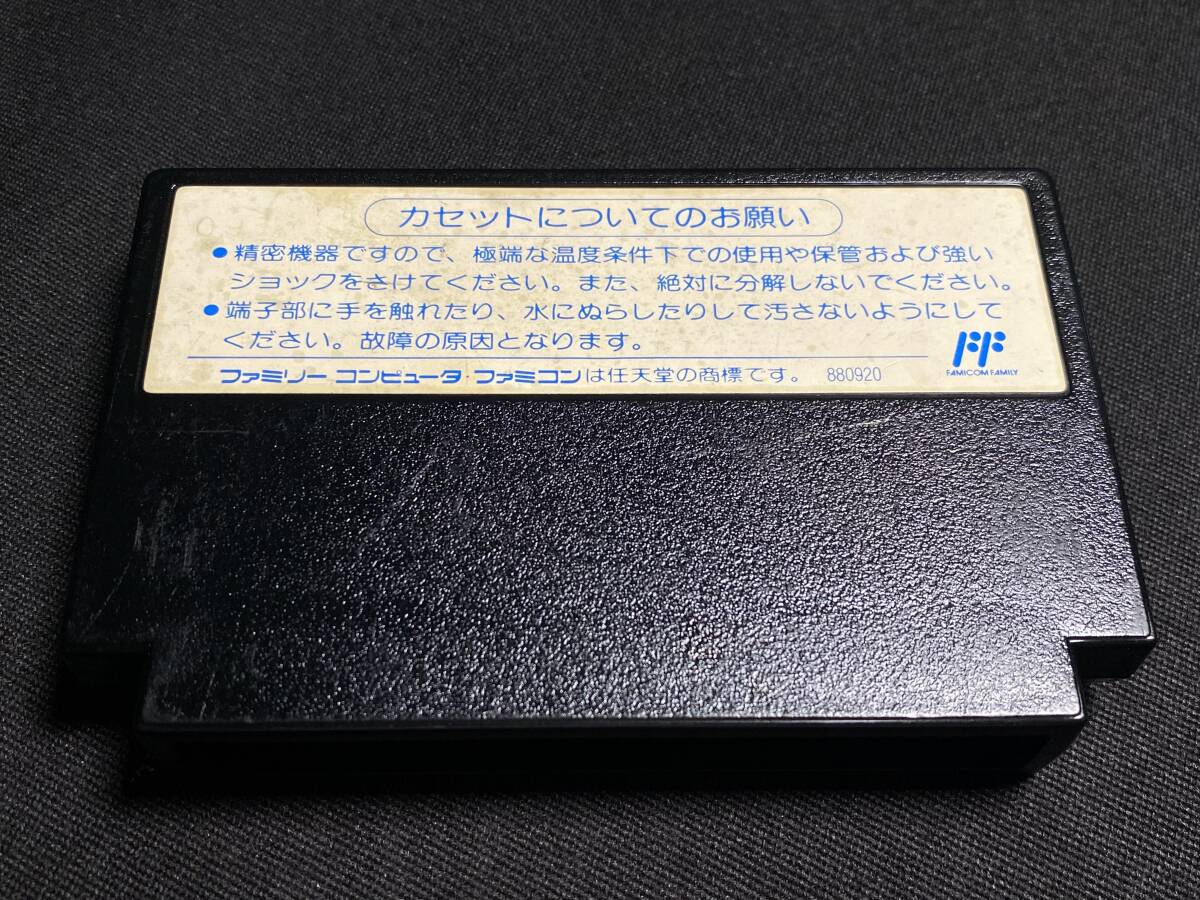 カセットについてのお願い
●精密機器ですので、極端な温度条件下での使用や保管および強い
ショックをさけてください。また、絶対に分解しないでください。
●端子部に手を触れたり、水にぬらしたりして汚さないようにして
ください。故障の原因となります。
FF
FAMICOM FAMILY
ファミリー コンピュータ・ファミコンは任天堂の商標です。 880920